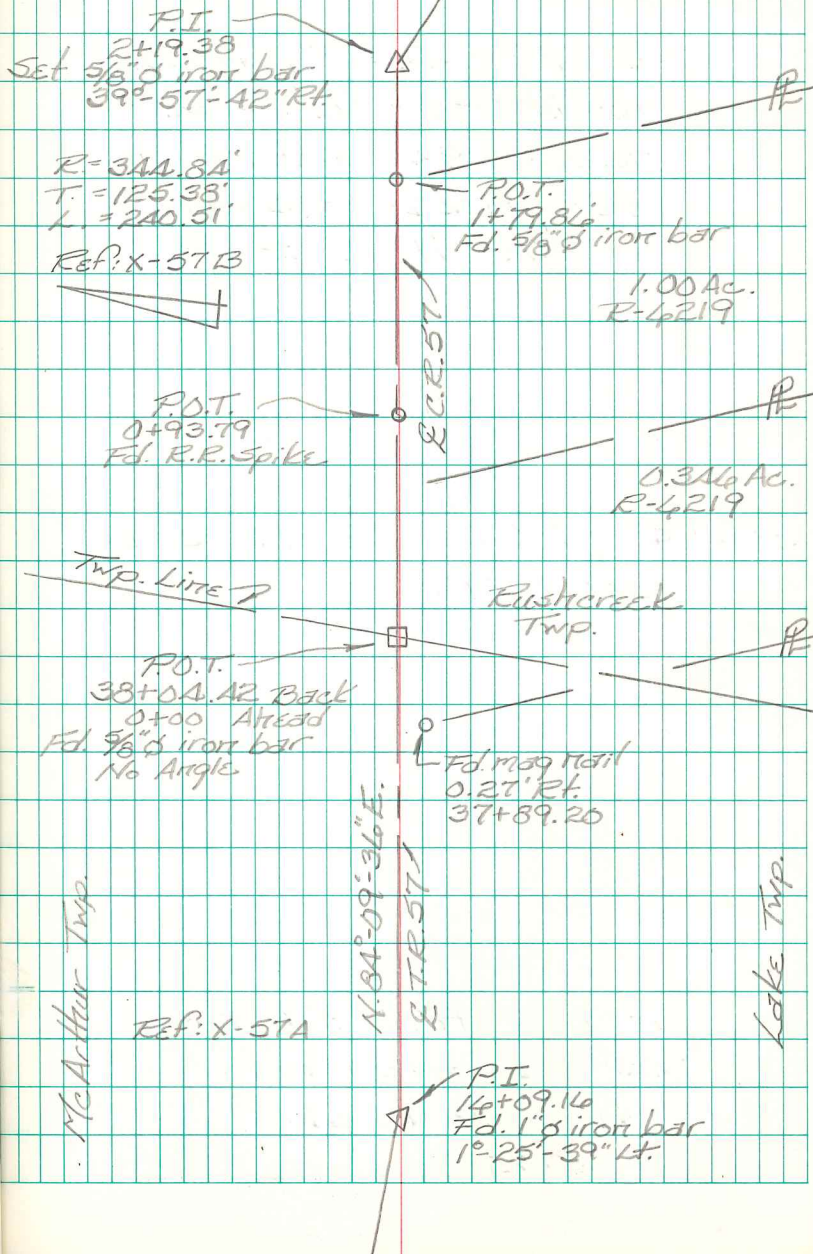 P.I.
2+19.38
Set 5/8"ø iron bar
39°-57'-42" Rt.
R = 344.84'
T. = 125.38'
L. = 240.51'
Ref: X-57B
℄ C.R. 57
P.O.T.
1+79.86
Fd. 5/8"ø iron bar
℄
1.00 Ac.
R-6219
P.O.T.
0+93.79
Fd. R.R. Spike
℄
0.346 Ac.
R-6219
Twp. Line
Rushcreek
Twp.
℄
P.O.T.
38+04.42 Back
0+00 Ahead
Fd. 5/8"ø iron bar
No Angle
Fd. mag nail
0.27' Rt.
37+89.20
N. 84°-09'-36" E.
℄ T.R. 57
McArthur Twp.
Lake Twp.
Ref: X-57A
P.I.
16+09.16
Fd. 1"ø iron bar
1°-25'-39" Lt.